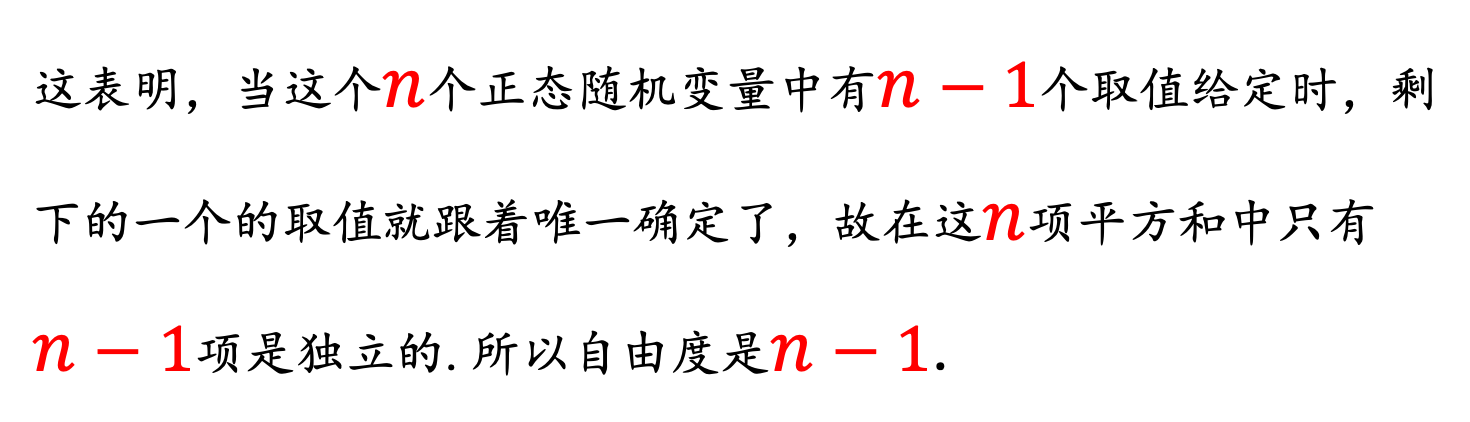 这表明，当这个n个正态随机变量中有n − 1个取值给定时，剩
下的一个的取值就跟着唯一确定了，故在这n项平方和中只有
n − 1项是独立的. 所以自由度是n − 1.